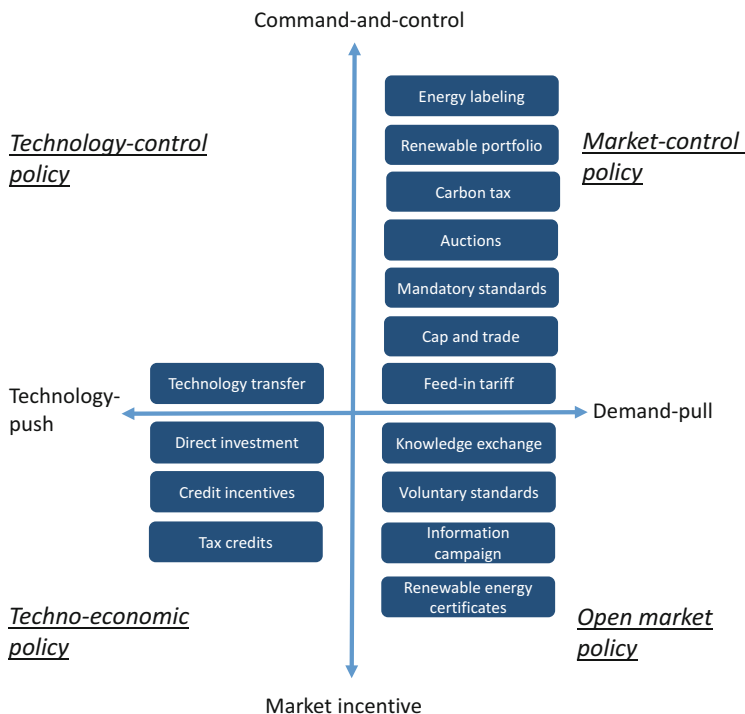 Command-and-control
Energy labeling
Technology-control
policy
Renewable portfolio
Market-control
policy
Carbon tax
Auctions
Mandatory standards
Cap and trade
Technology transfer
Feed-in tariff
Technology-
push
Demand-pull
Direct investment
Knowledge exchange
Credit incentives
Voluntary standards
Tax credits
Information
campaign
Renewable energy
certificates
Techno-economic
policy
Open market
policy
Market incentive